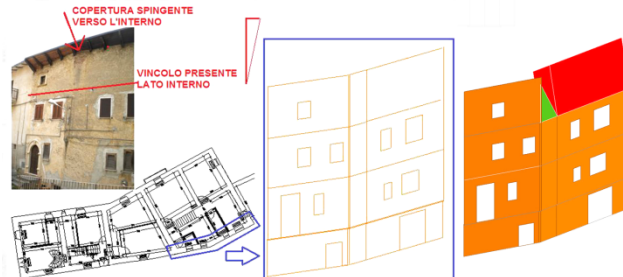 COPERTURA SPINGENTE
VERSO L'INTERNO
VINCOLO PRESENTE
LATO INTERNO